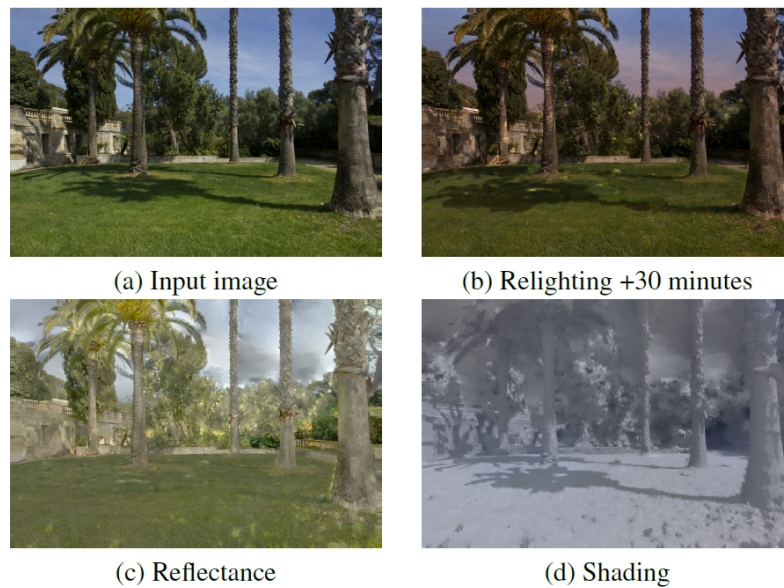 (a) Input image
(b) Relighting +30 minutes
(c) Reflectance
(d) Shading